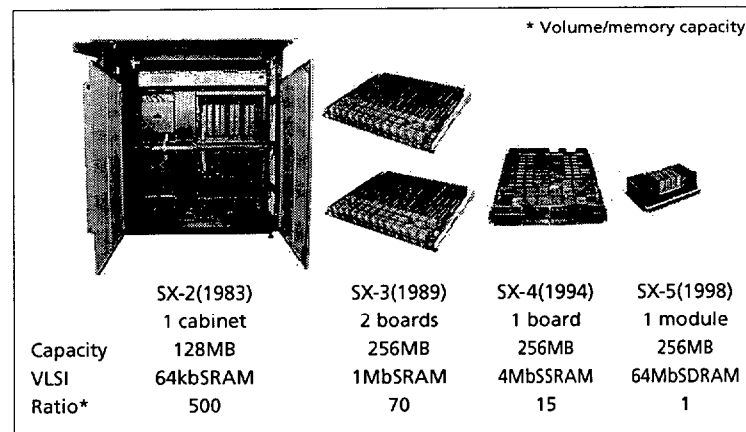 * Volume/memory capacity
SX-2(1983) SX-3(1989) SX-4(1994) SX-5(1998)
1 cabinet 2 boards 1 board 1 module
Capacity 128MB 256MB 256MB 256MB
VLSI 64kbSRAM 1MbSRAM 4MbSSRAM 64MbSDRAM
Ratio* 500 70 15 1